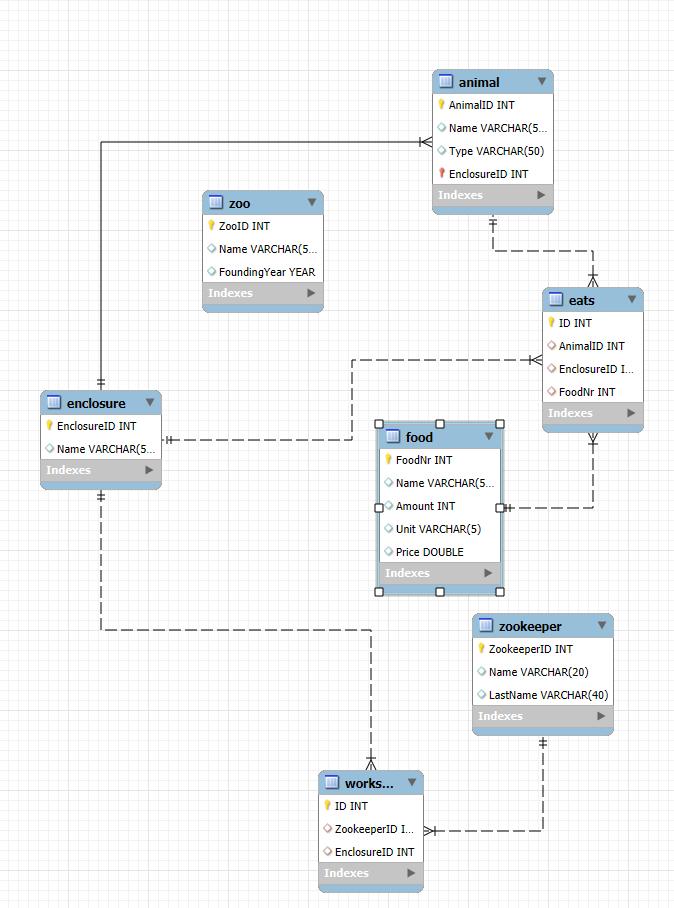 animal
AnimalID INT
Name VARCHAR(5...
Type VARCHAR(50)
EnclosureID INT
Indexes
zoo
ZooID INT
Name VARCHAR(5...
FoundingYear YEAR
Indexes
eats
ID INT
AnimalID INT
EnclosureID I...
FoodNr INT
Indexes
enclosure
EnclosureID INT
Name VARCHAR(5...
Indexes
food
FoodNr INT
Name VARCHAR(5...
Amount INT
Unit VARCHAR(5)
Price DOUBLE
Indexes
zookeeper
ZookeeperID INT
Name VARCHAR(20)
LastName VARCHAR(40)
Indexes
works...
ID INT
ZookeeperID I...
EnclosureID INT
Indexes